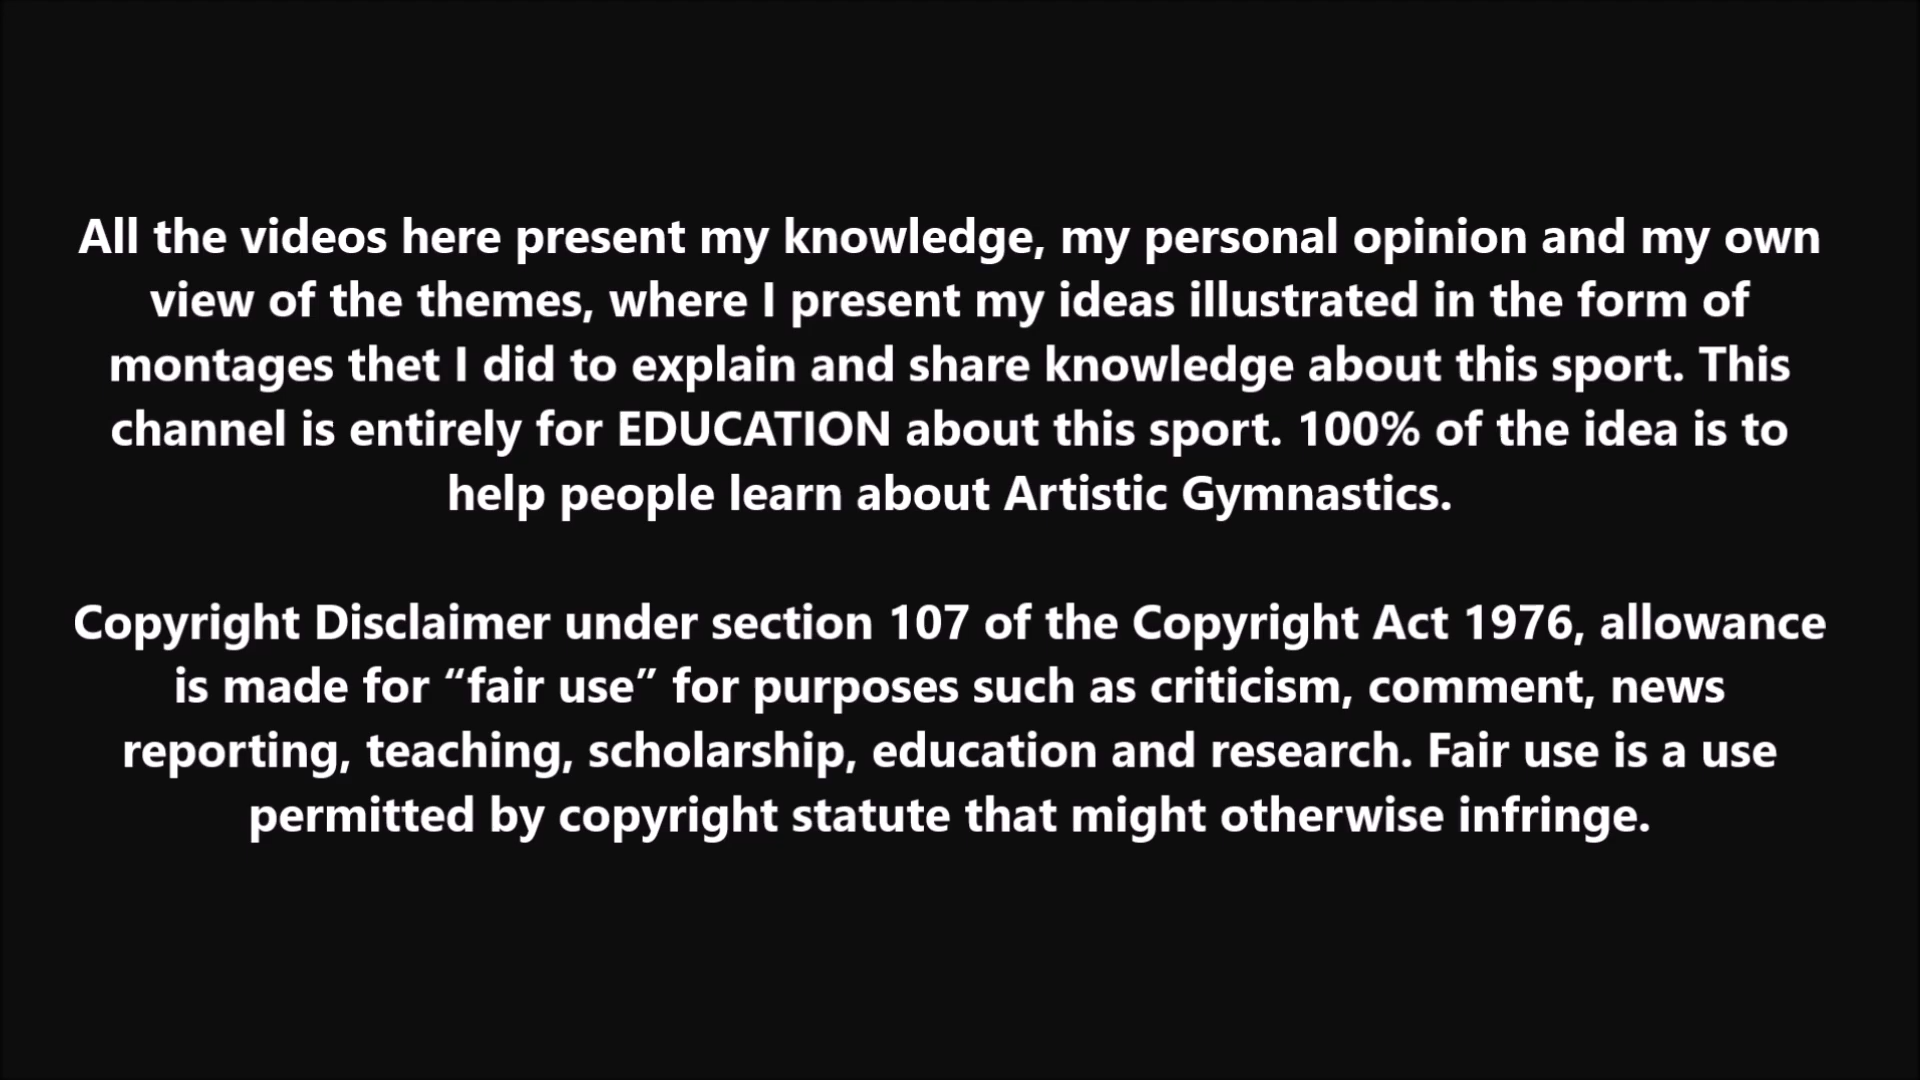 All the videos here present my knowledge, my personal opinion and my own
view of the themes, where I present my ideas illustrated in the form of
montages thet I did to explain and share knowledge about this sport. This
channel is entirely for EDUCATION about this sport. 100% of the idea is to
help people learn about Artistic Gymnastics.
Copyright Disclaimer under section 107 of the Copyright Act 1976, allowance
is made for “fair use” for purposes such as criticism, comment, news
reporting, teaching, scholarship, education and research. Fair use is a use
permitted by copyright statute that might otherwise infringe.